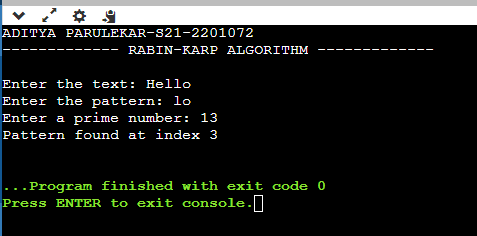 ADITYA PARULEKAR-S21-2201072
------------- RABIN-KARP ALGORITHM -------------
Enter the text: Hello
Enter the pattern: lo
Enter a prime number: 13
Pattern found at index 3
...Program finished with exit code 0
Press ENTER to exit console.